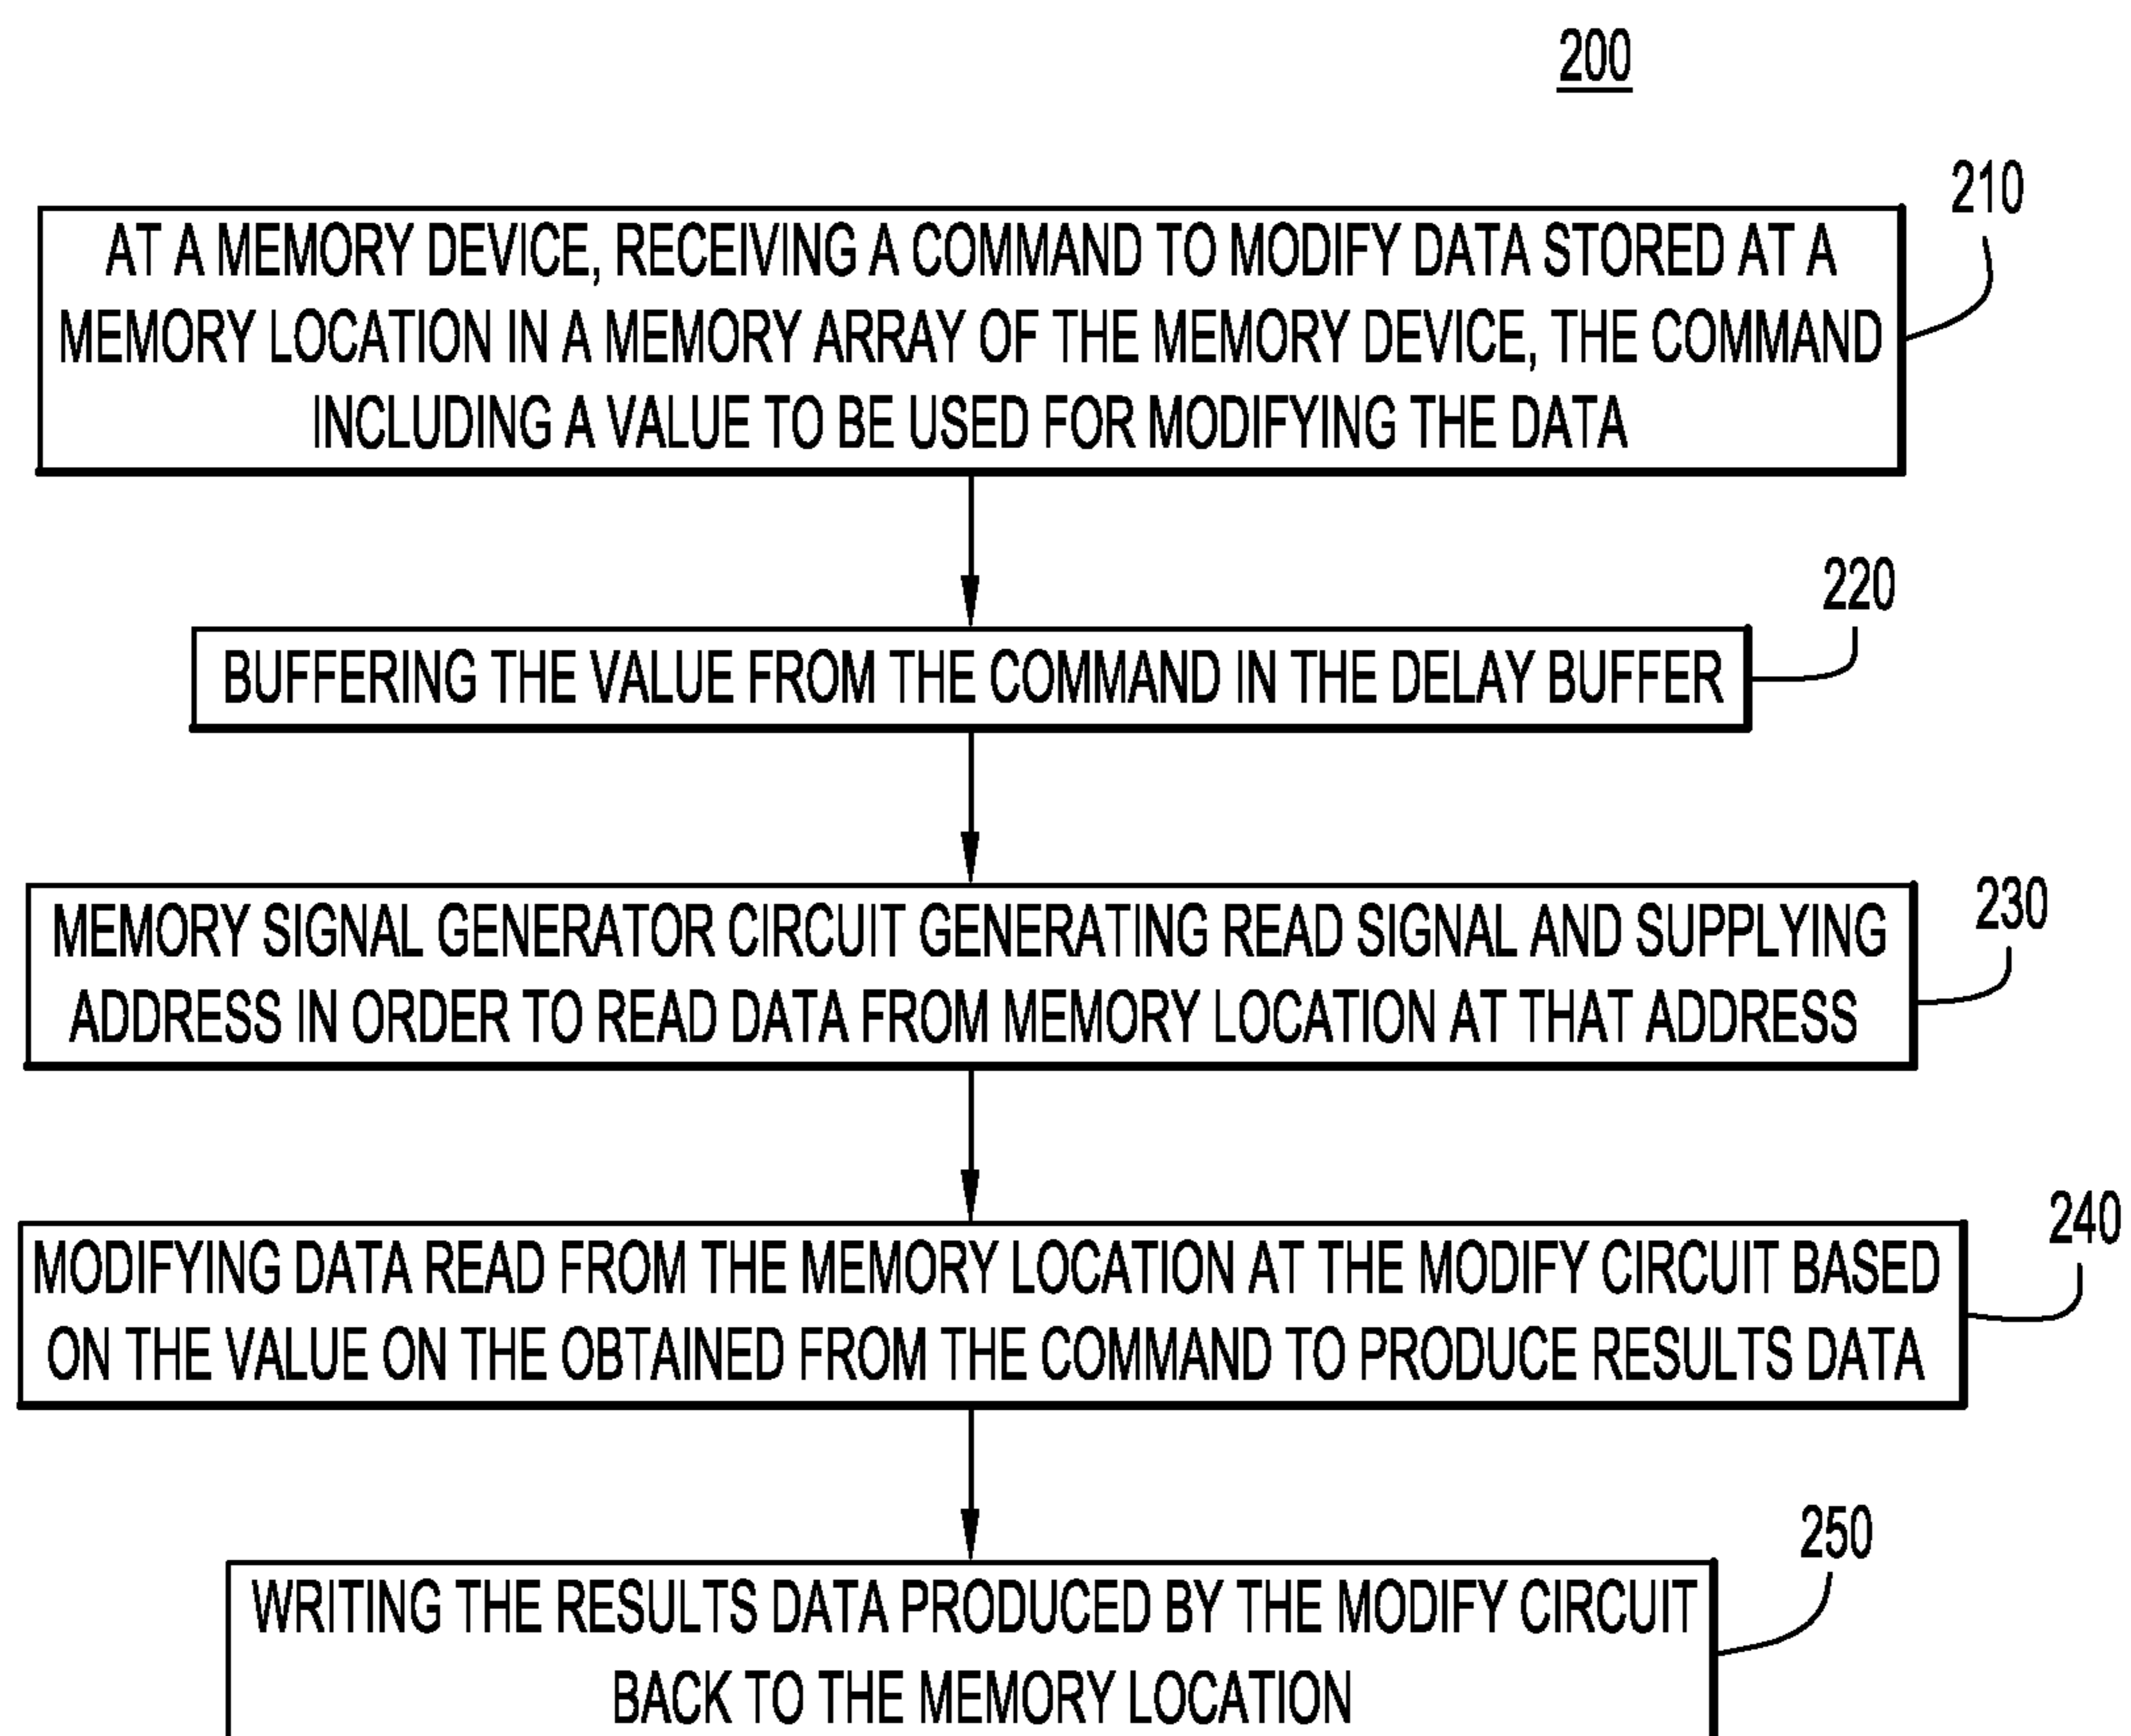 200
210
AT A MEMORY DEVICE, RECEIVING A COMMAND TO MODIFY DATA STORED AT A
MEMORY LOCATION IN A MEMORY ARRAY OF THE MEMORY DEVICE, THE COMMAND
INCLUDING A VALUE TO BE USED FOR MODIFYING THE DATA
220
BUFFERING THE VALUE FROM THE COMMAND IN THE DELAY BUFFER
230
MEMORY SIGNAL GENERATOR CIRCUIT GENERATING READ SIGNAL AND SUPPLYING
ADDRESS IN ORDER TO READ DATA FROM MEMORY LOCATION AT THAT ADDRESS
240
MODIFYING DATA READ FROM THE MEMORY LOCATION AT THE MODIFY CIRCUIT BASED
ON THE VALUE ON THE OBTAINED FROM THE COMMAND TO PRODUCE RESULTS DATA
250
WRITING THE RESULTS DATA PRODUCED BY THE MODIFY CIRCUIT
BACK TO THE MEMORY LOCATION